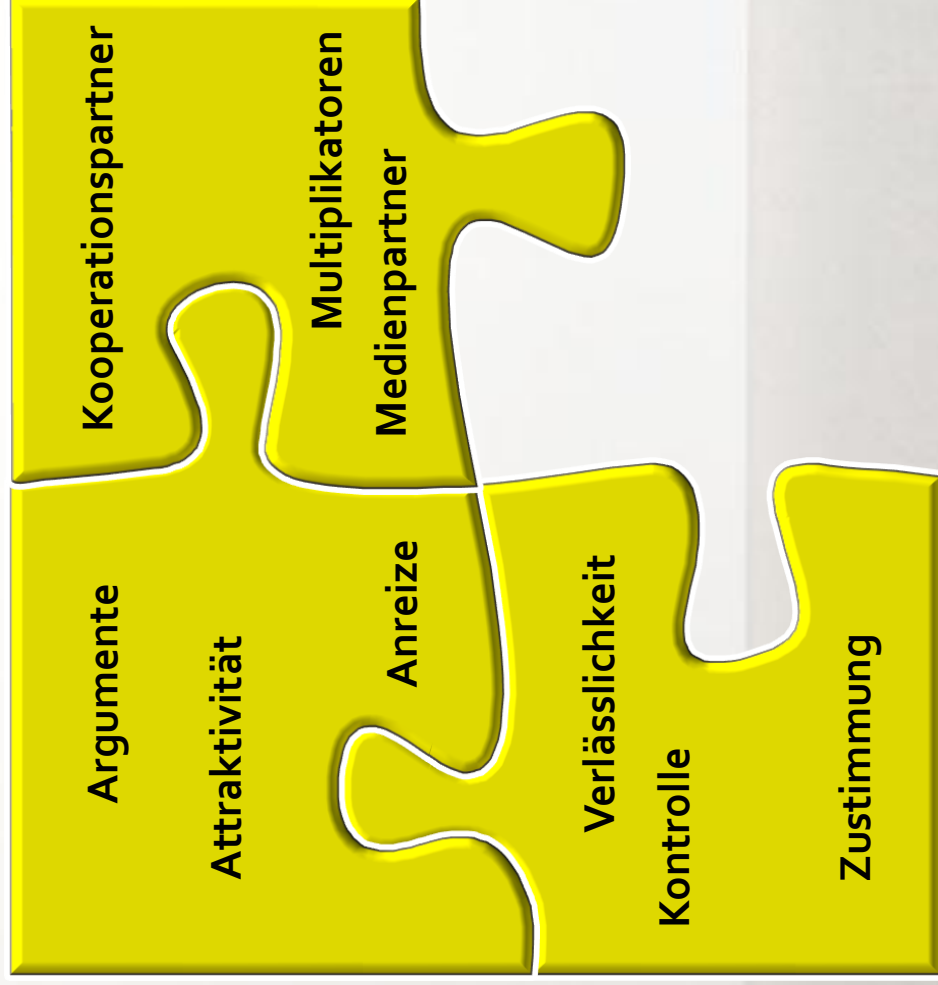 Argumente
Attraktivität
Anreize
Kooperationspartner
Multiplikatoren
Medienpartner
Verlässlichkeit
Kontrolle
Zustimmung